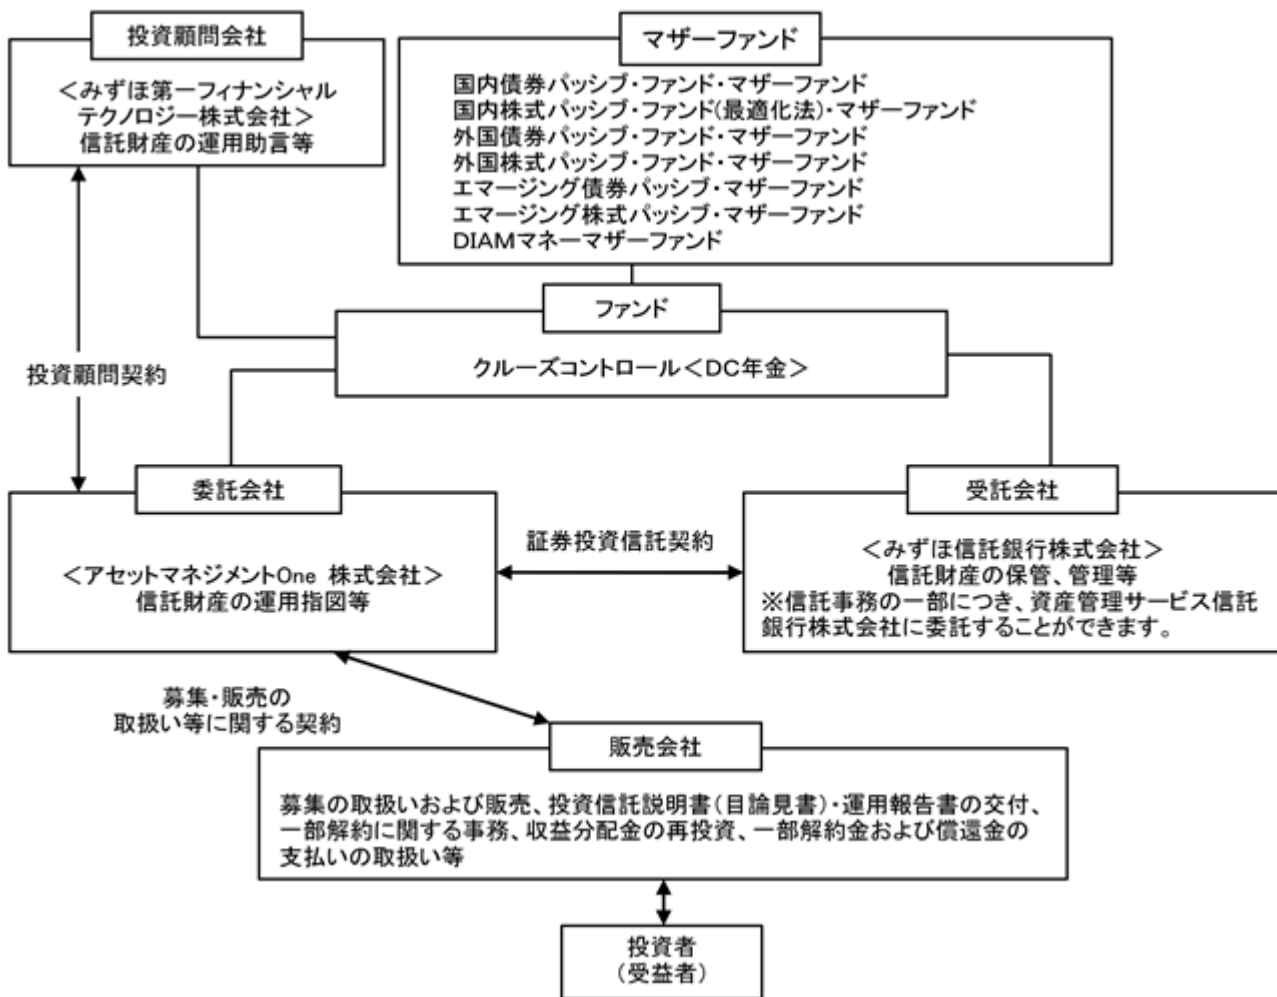 投資顧問会社
<みずほ第一フィナンシャル
テクノロジー株式会社>
信託財産の運用助言等
マザーファンド
国内債券パッシブ・ファンド・マザーファンド
国内株式パッシブ・ファンド(最適化法)・マザーファンド
外国債券パッシブ・ファンド・マザーファンド
外国株式パッシブ・ファンド・マザーファンド
エマージング債券パッシブ・マザーファンド
エマージング株式パッシブ・マザーファンド
DIAMマネーマザーファンド
ファンド
クルーズコントロール<DC年金>
投資顧問契約
委託会社
<アセットマネジメントOne 株式会社>
信託財産の運用指図等
証券投資信託契約
受託会社
<みずほ信託銀行株式会社>
信託財産の保管、管理等
※信託事務の一部につき、資産管理サービス信託
銀行株式会社に委託することができます。
募集・販売の
取扱い等に関する契約
販売会社
募集の取扱いおよび販売、投資信託説明書(目論見書)・運用報告書の交付、
一部解約に関する事務、収益分配金の再投資、一部解約金および償還金の
支払いの取扱い等
投資者
(受益者)